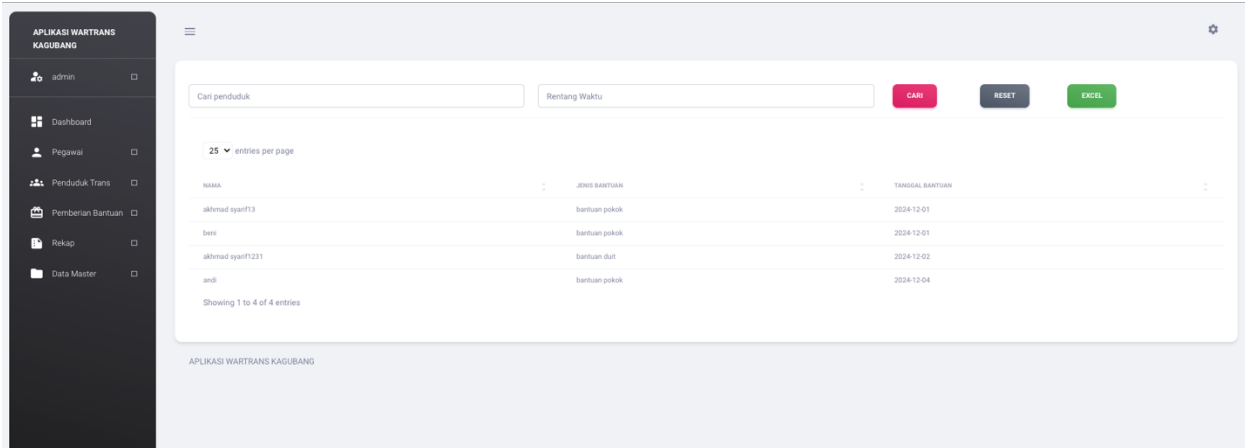 APLIKASI WARTRANS
KAGUBANG
admin
Dashboard
Pegawai
Penduduk Trans
Pemberian Bantuan
Rekap
Data Master
Cari penduduk
Rentang Waktu
CARI
RESET
EXCEL
25 entries per page
NAMA JENIS BANTUAN TANGGAL BANTUAN
akhmad syarif13 bantuan pokok 2024-12-01
beni bantuan pokok 2024-12-01
akhmad syarif1231 bantuan duit 2024-12-02
andi bantuan pokok 2024-12-04
Showing 1 to 4 of 4 entries
APLIKASI WARTRANS KAGUBANG